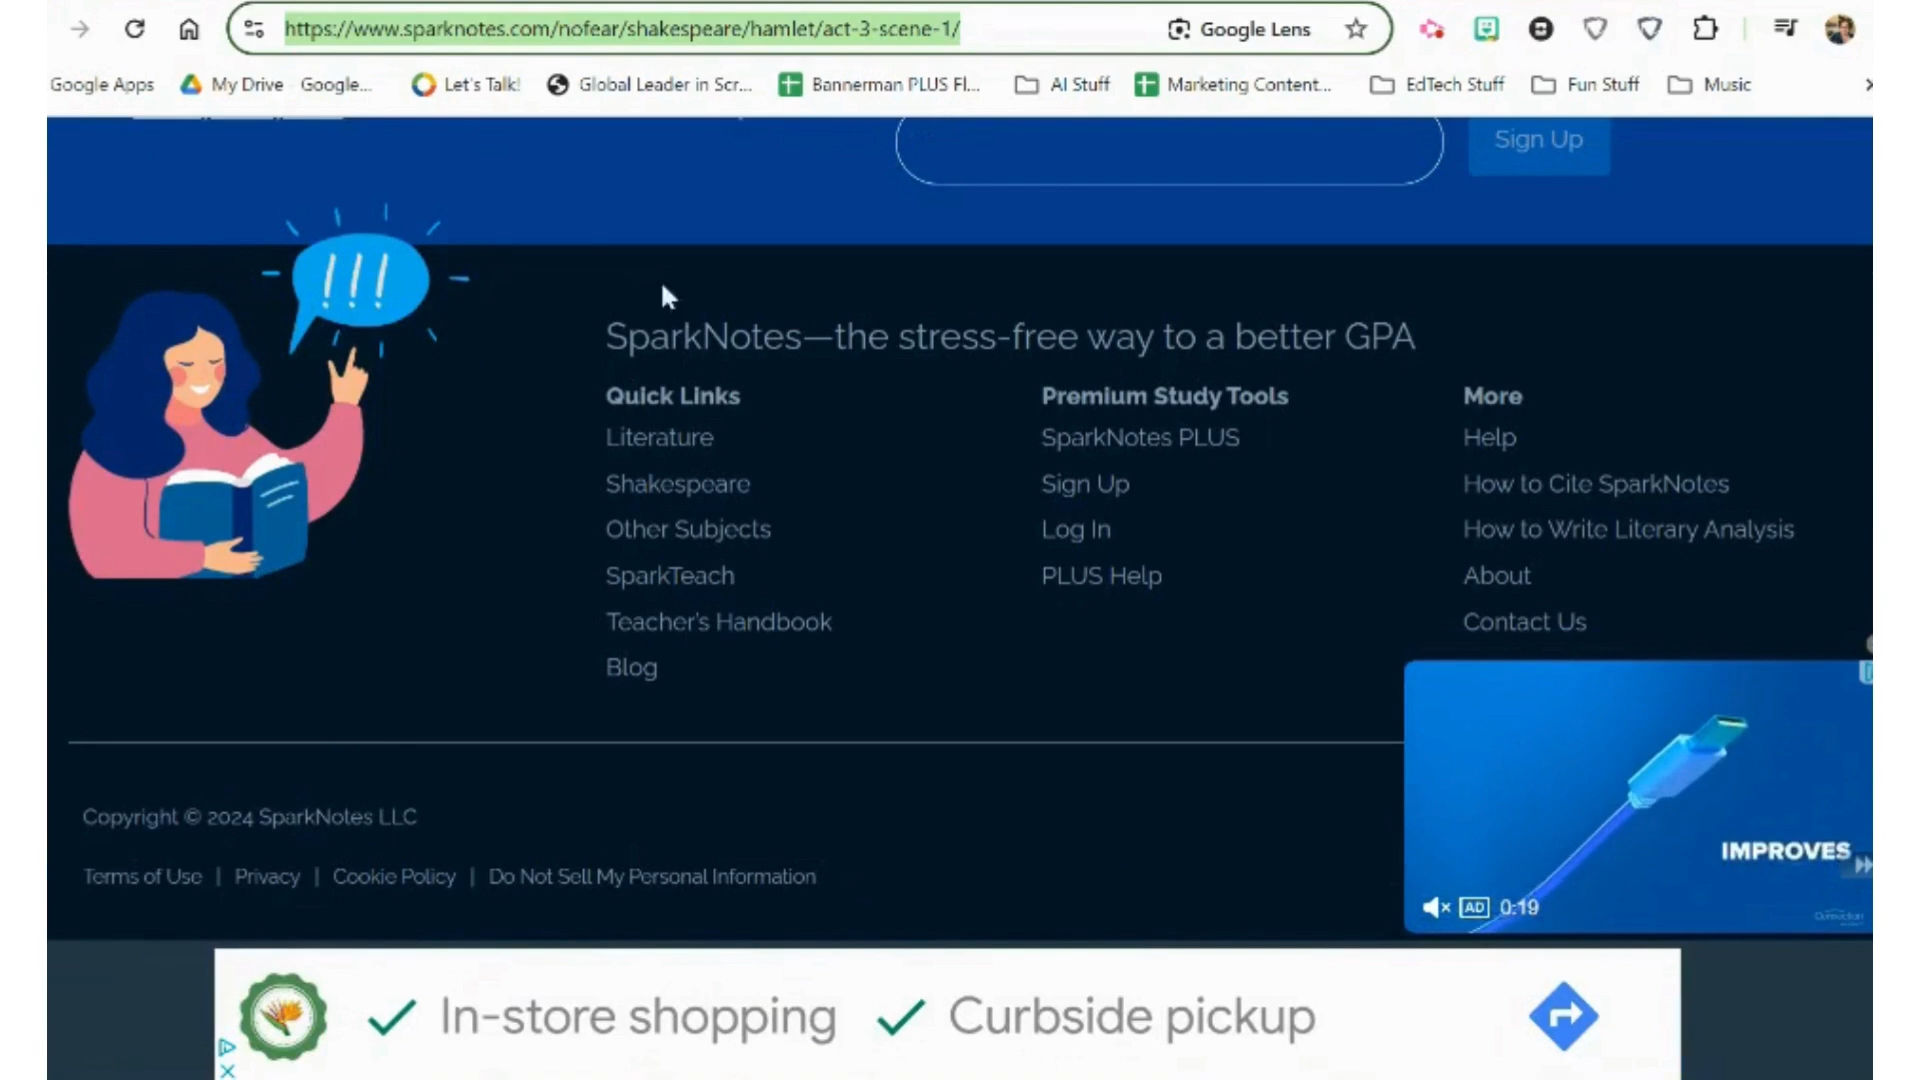 https://www.sparknotes.com/nofear/shakespeare/hamlet/act-3-scene-1/ Google Lens
Google Apps My Drive Google... Let's Talk! Global Leader in Scr... Bannerman PLUS Fl... AI Stuff Marketing Content... EdTech Stuff Fun Stuff Music
Sign Up
!!!
SparkNotes—the stress-free way to a better GPA
Quick Links
Literature
Shakespeare
Other Subjects
SparkTeach
Teacher's Handbook
Blog
Premium Study Tools
SparkNotes PLUS
Sign Up
Log In
PLUS Help
More
Help
How to Cite SparkNotes
How to Write Literary Analysis
About
Contact Us
IMPROVES
AD 0:19
Copyright © 2024 SparkNotes LLC
Terms of Use | Privacy | Cookie Policy | Do Not Sell My Personal Information
In-store shopping Curbside pickup